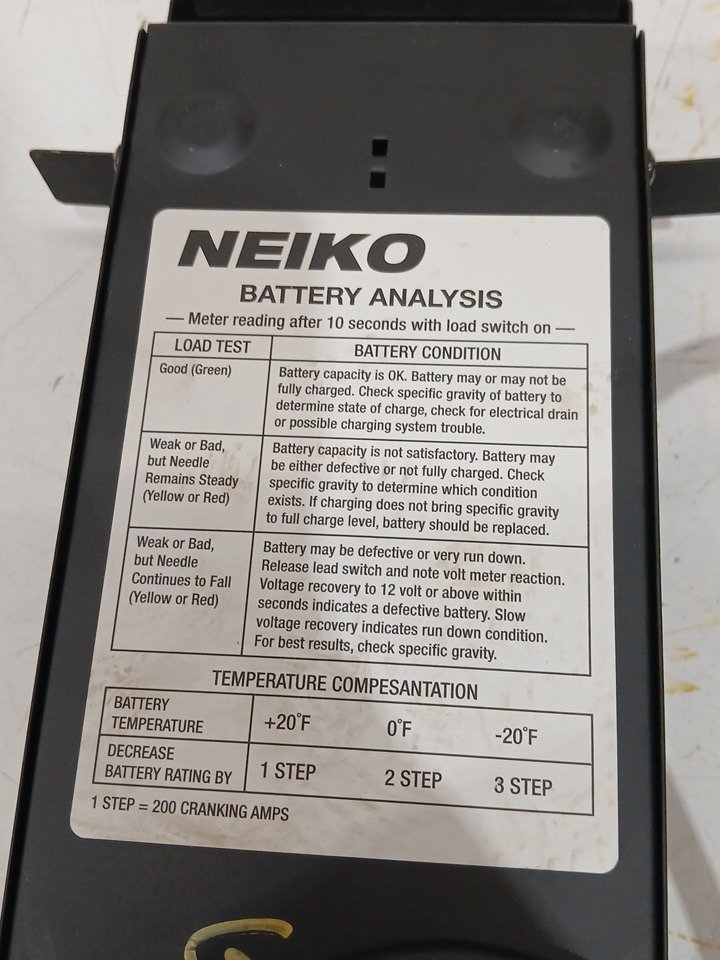 NEIKO
BATTERY ANALYSIS
— Meter reading after 10 seconds with load switch on —
LOAD TEST
BATTERY CONDITION
Good (Green)
Battery capacity is OK. Battery may or may not be
fully charged. Check specific gravity of battery to
determine state of charge, check for electrical drain
or possible charging system trouble.
Weak or Bad,
but Needle
Remains Steady
(Yellow or Red)
Battery capacity is not satisfactory. Battery may
be either defective or not fully charged. Check
specific gravity to determine which condition
exists. If charging does not bring specific gravity
to full charge level, battery should be replaced.
Weak or Bad,
but Needle
Continues to Fall
(Yellow or Red)
Battery may be defective or very run down.
Release lead switch and note volt meter reaction.
Voltage recovery to 12 volt or above within
seconds indicates a defective battery. Slow
voltage recovery indicates run down condition.
For best results, check specific gravity.
TEMPERATURE COMPESANTATION
BATTERY
TEMPERATURE
+20°F 0°F -20°F
DECREASE
BATTERY RATING BY
1 STEP 2 STEP 3 STEP
1 STEP = 200 CRANKING AMPS